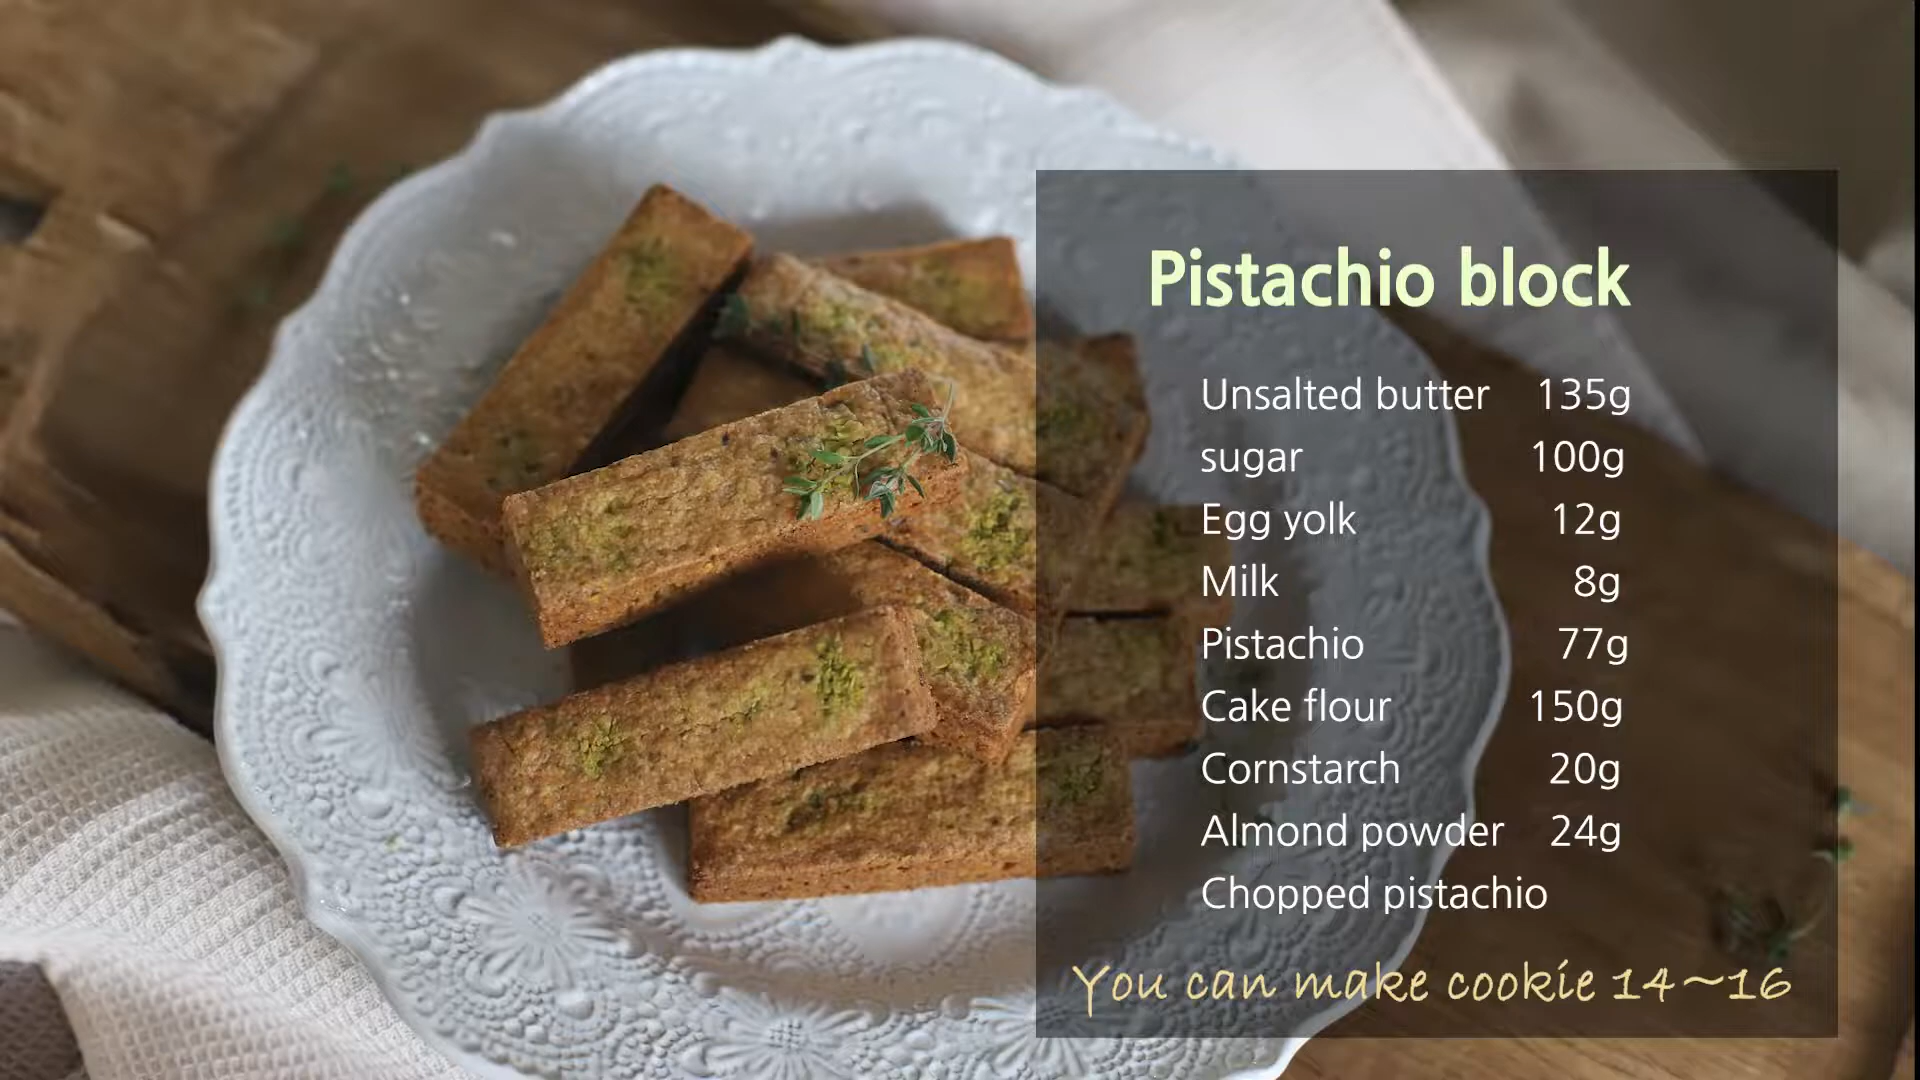 Pistachio block
Unsalted butter 135g
sugar 100g
Egg yolk 12g
Milk 8g
Pistachio 77g
Cake flour 150g
Cornstarch 20g
Almond powder 24g
Chopped pistachio
You can make cookie 14~16